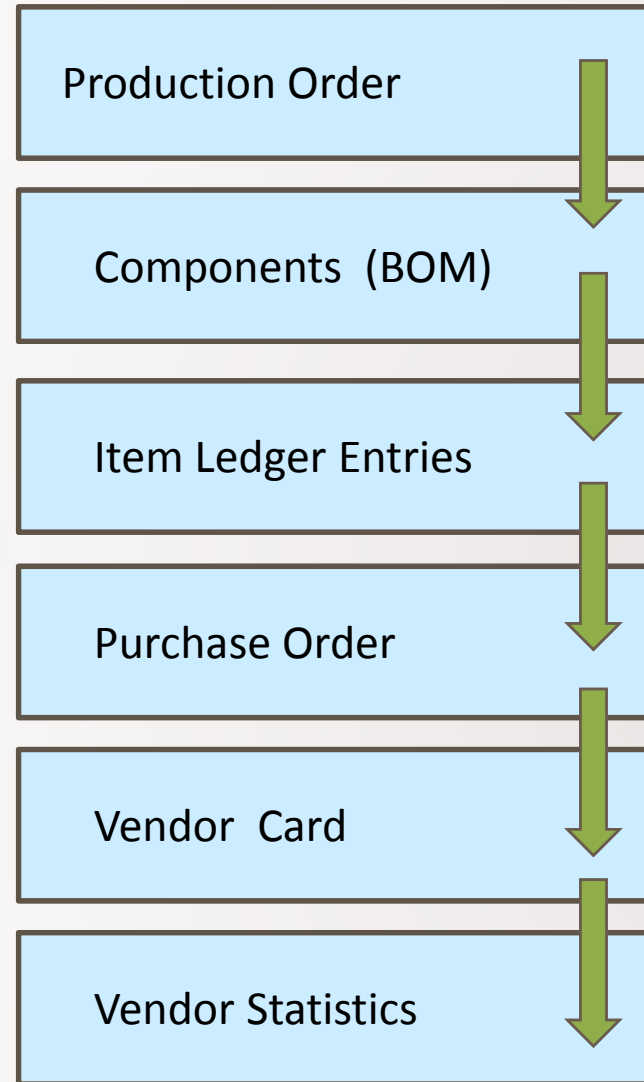 Production Order
Components (BOM)
Item Ledger Entries
Purchase Order
Vendor Card
Vendor Statistics